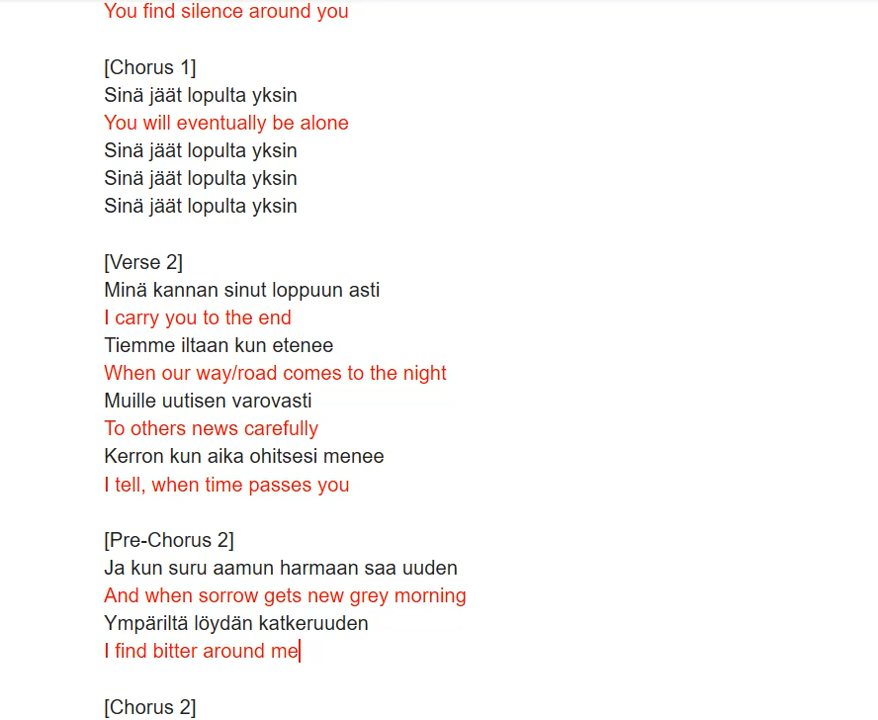 You find silence around you
[Chorus 1]
Sinä jäät lopulta yksin
You will eventually be alone
Sinä jäät lopulta yksin
Sinä jäät lopulta yksin
Sinä jäät lopulta yksin
[Verse 2]
Minä kannan sinut loppuun asti
I carry you to the end
Tiemme iltaan kun etenee
When our way/road comes to the night
Muille uutisen varovasti
To others news carefully
Kerron kun aika ohitsesi menee
I tell, when time passes you
[Pre-Chorus 2]
Ja kun suru aamun harmaan saa uuden
And when sorrow gets new grey morning
Ympäriltä löydän katkeruuden
I find bitter around me
[Chorus 2]